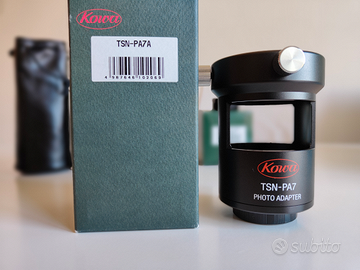 Kowa
TSN-PA7A
Kowa
TSN-PA7
PHOTO ADAPTER
subito